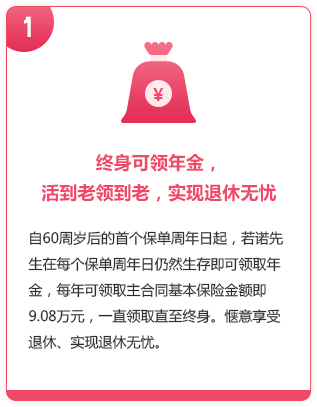 1
¥
终身可领年金，
活到老领到老，实现退休无忧
自60周岁后的首个保单周年日起，若诺先
生在每个保单周年日仍然生存即可领取年
金，每年可领取主合同基本保险金额即
9.08万元，一直领取直至终身。惬意享受
退休、实现退休无忧。